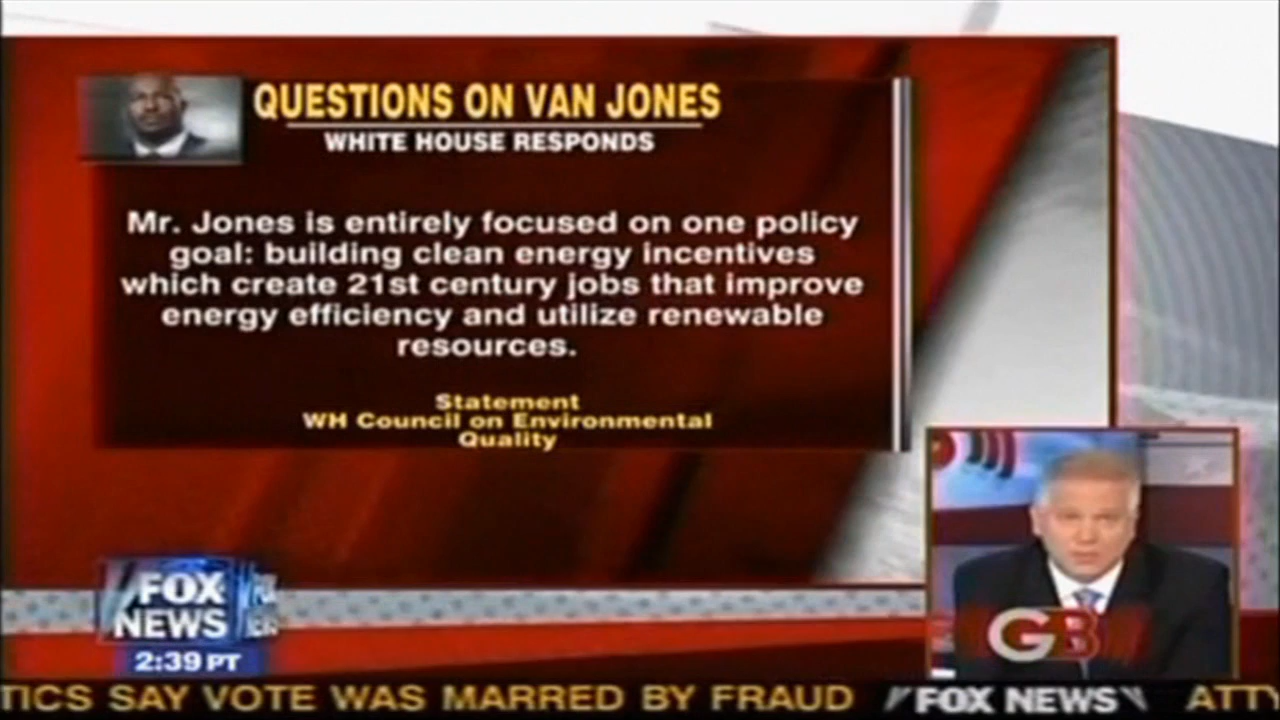 QUESTIONS ON VAN JONES
WHITE HOUSE RESPONDS
Mr. Jones is entirely focused on one policy
goal: building clean energy incentives
which create 21st century jobs that improve
energy efficiency and utilize renewable
resources.
Statement
WH Council on Environmental
Quality
FOX
NEWS
FOX
NEWS
2:39 PT
GB
TICS SAY VOTE WAS MARRED BY FRAUD FOX NEWS ATTY